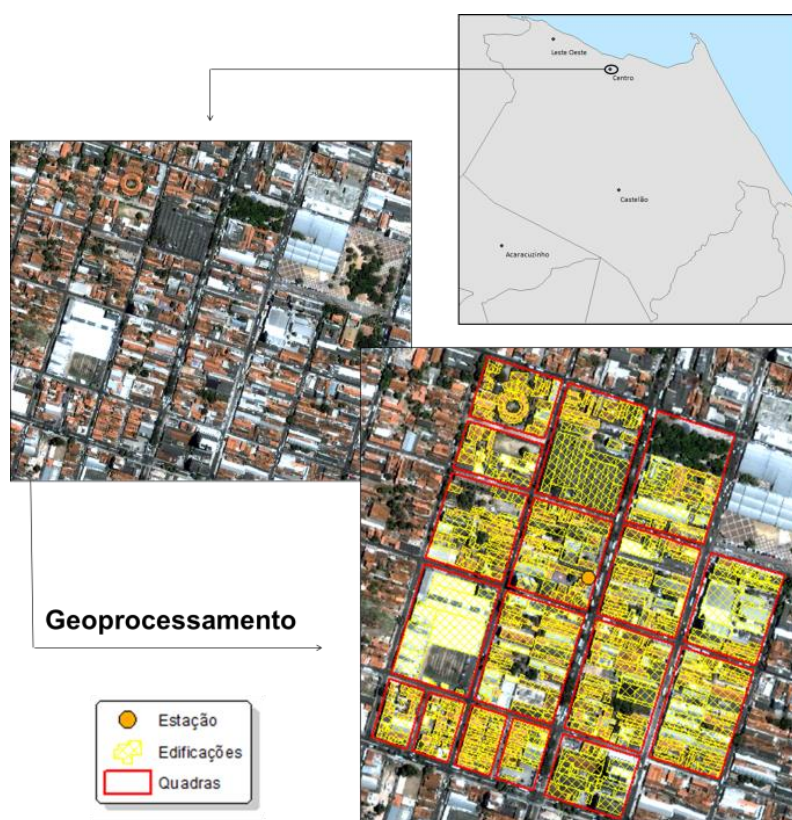 Leste Oeste
Centro
Castelão
Acaracuzinho
Geoprocessamento
Estação
Edificações
Quadras